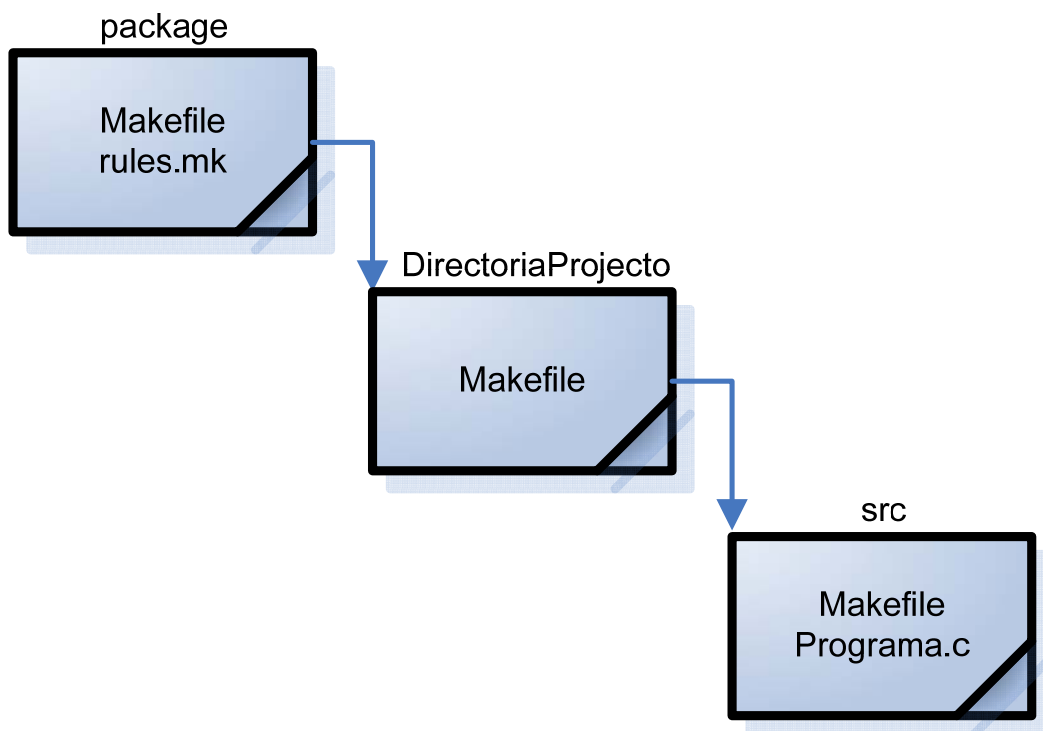 package
Makefile
rules.mk
DirectoriaProjecto
Makefile
src
Makefile
Programa.c